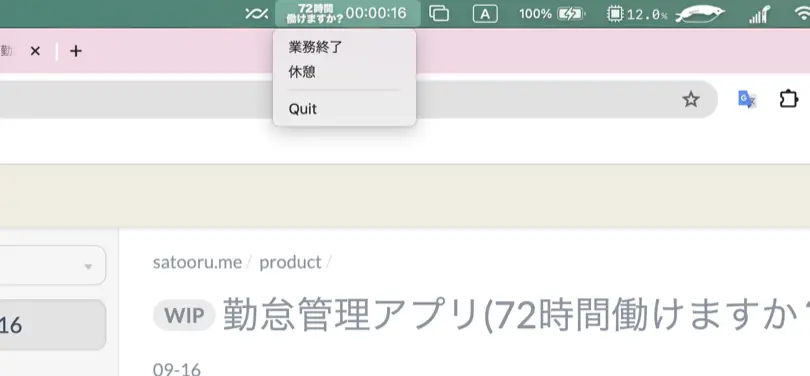 72時間
働けますか? 00:00:16
A
100%
12.0%
勤
業務終了
休憩
Quit
satooru.me / product /
16
WIP 勤怠管理アプリ(72時間働けますか
09-16